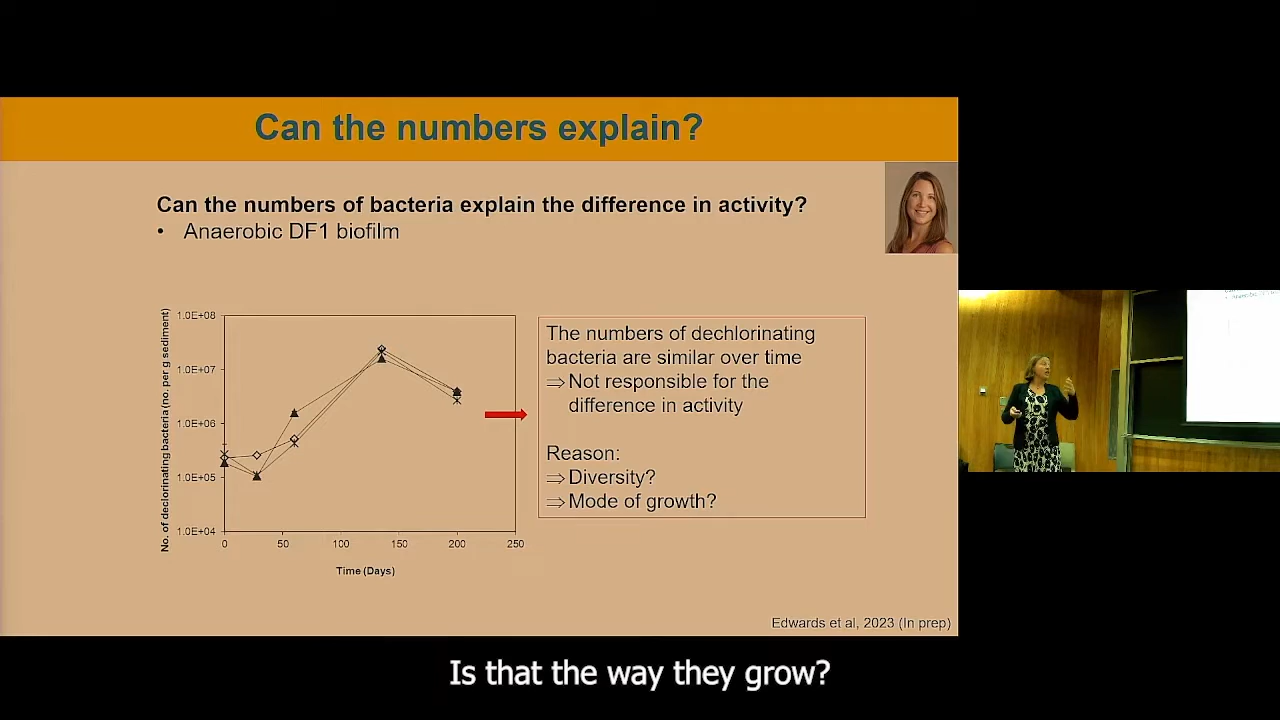 Can the numbers explain?
Can the numbers of bacteria explain the difference in activity?
• Anaerobic DF1 biofilm
No. of declorinating bacteria (no. per g sediment)
1.0E+08
1.0E+07
1.0E+06
1.0E+05
1.0E+04
0 50 100 150 200 250
Time (Days)
The numbers of dechlorinating
bacteria are similar over time
⇒ Not responsible for the
difference in activity
Reason:
⇒ Diversity?
⇒ Mode of growth?
Edwards et al, 2023 (In prep)
Is that the way they grow?